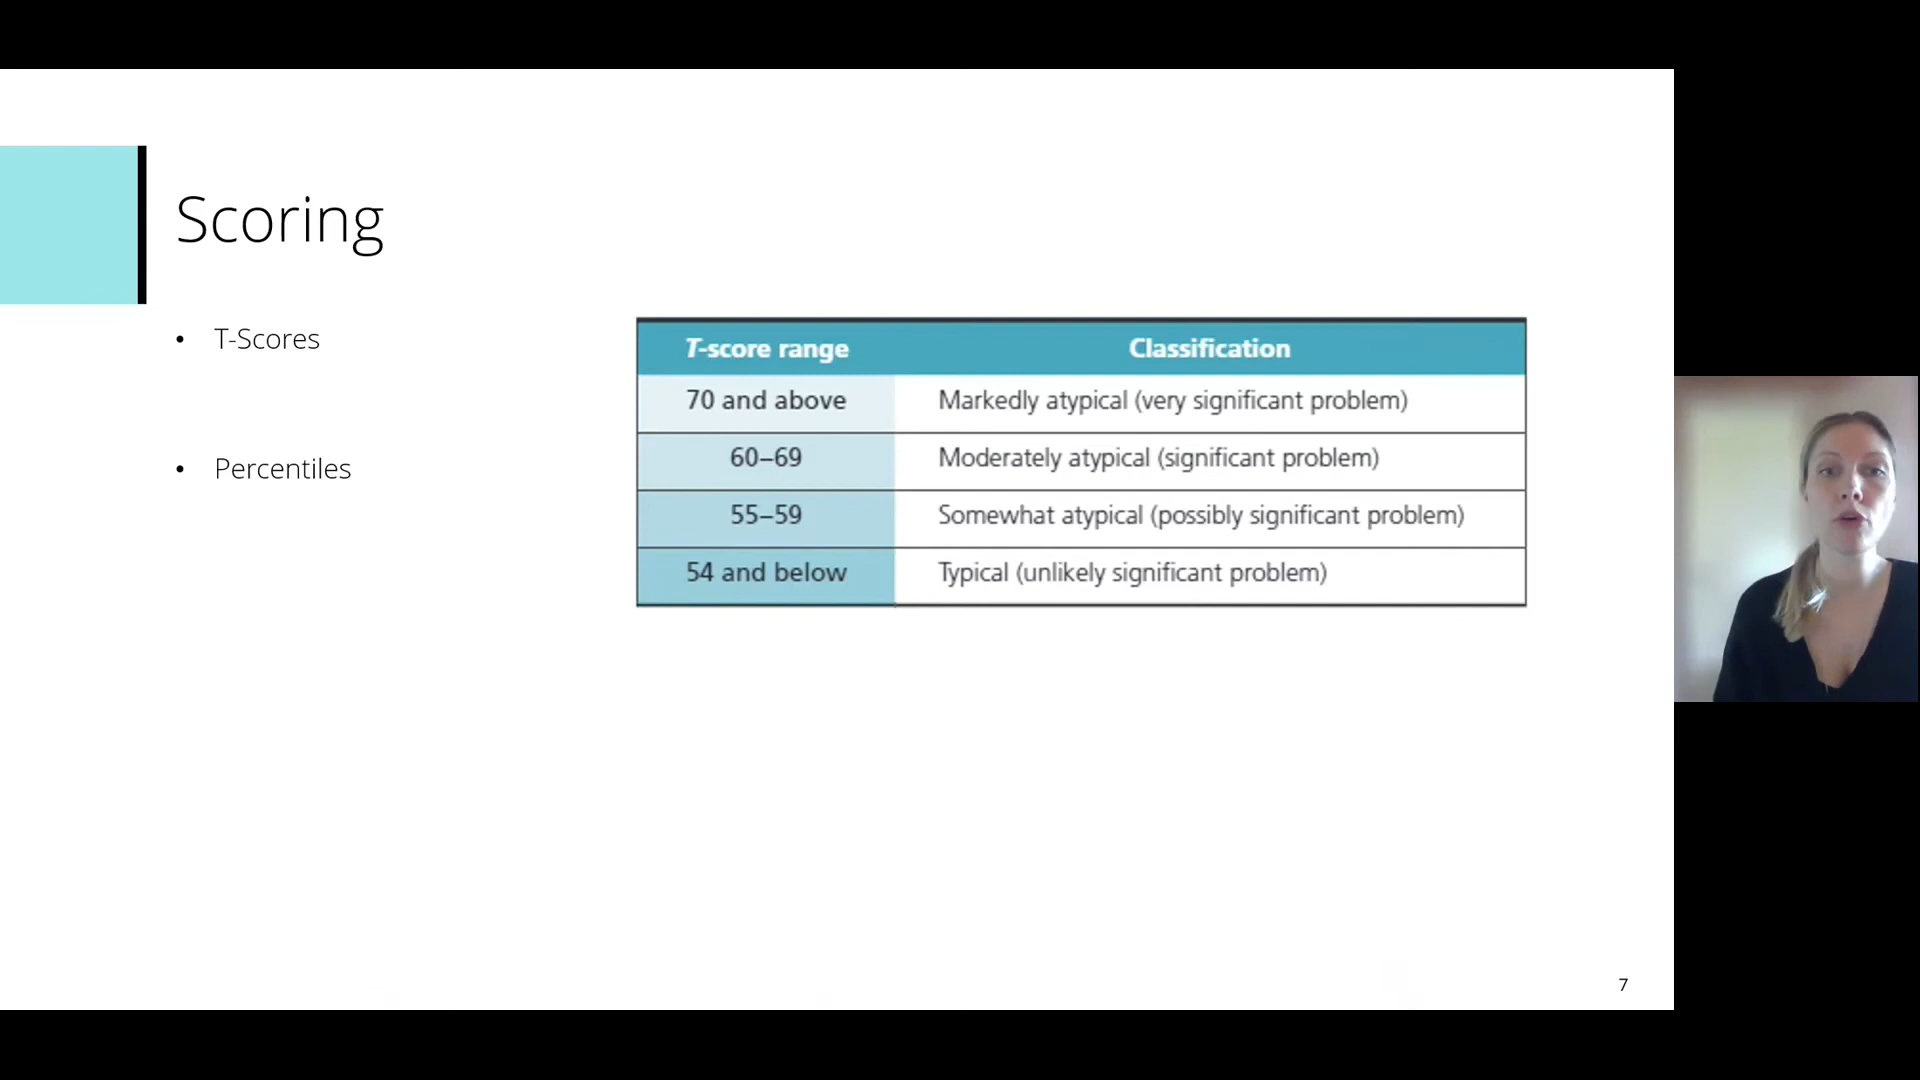 Scoring
• T-Scores
• Percentiles
T-score range Classification
70 and above Markedly atypical (very significant problem)
60–69 Moderately atypical (significant problem)
55–59 Somewhat atypical (possibly significant problem)
54 and below Typical (unlikely significant problem)
7